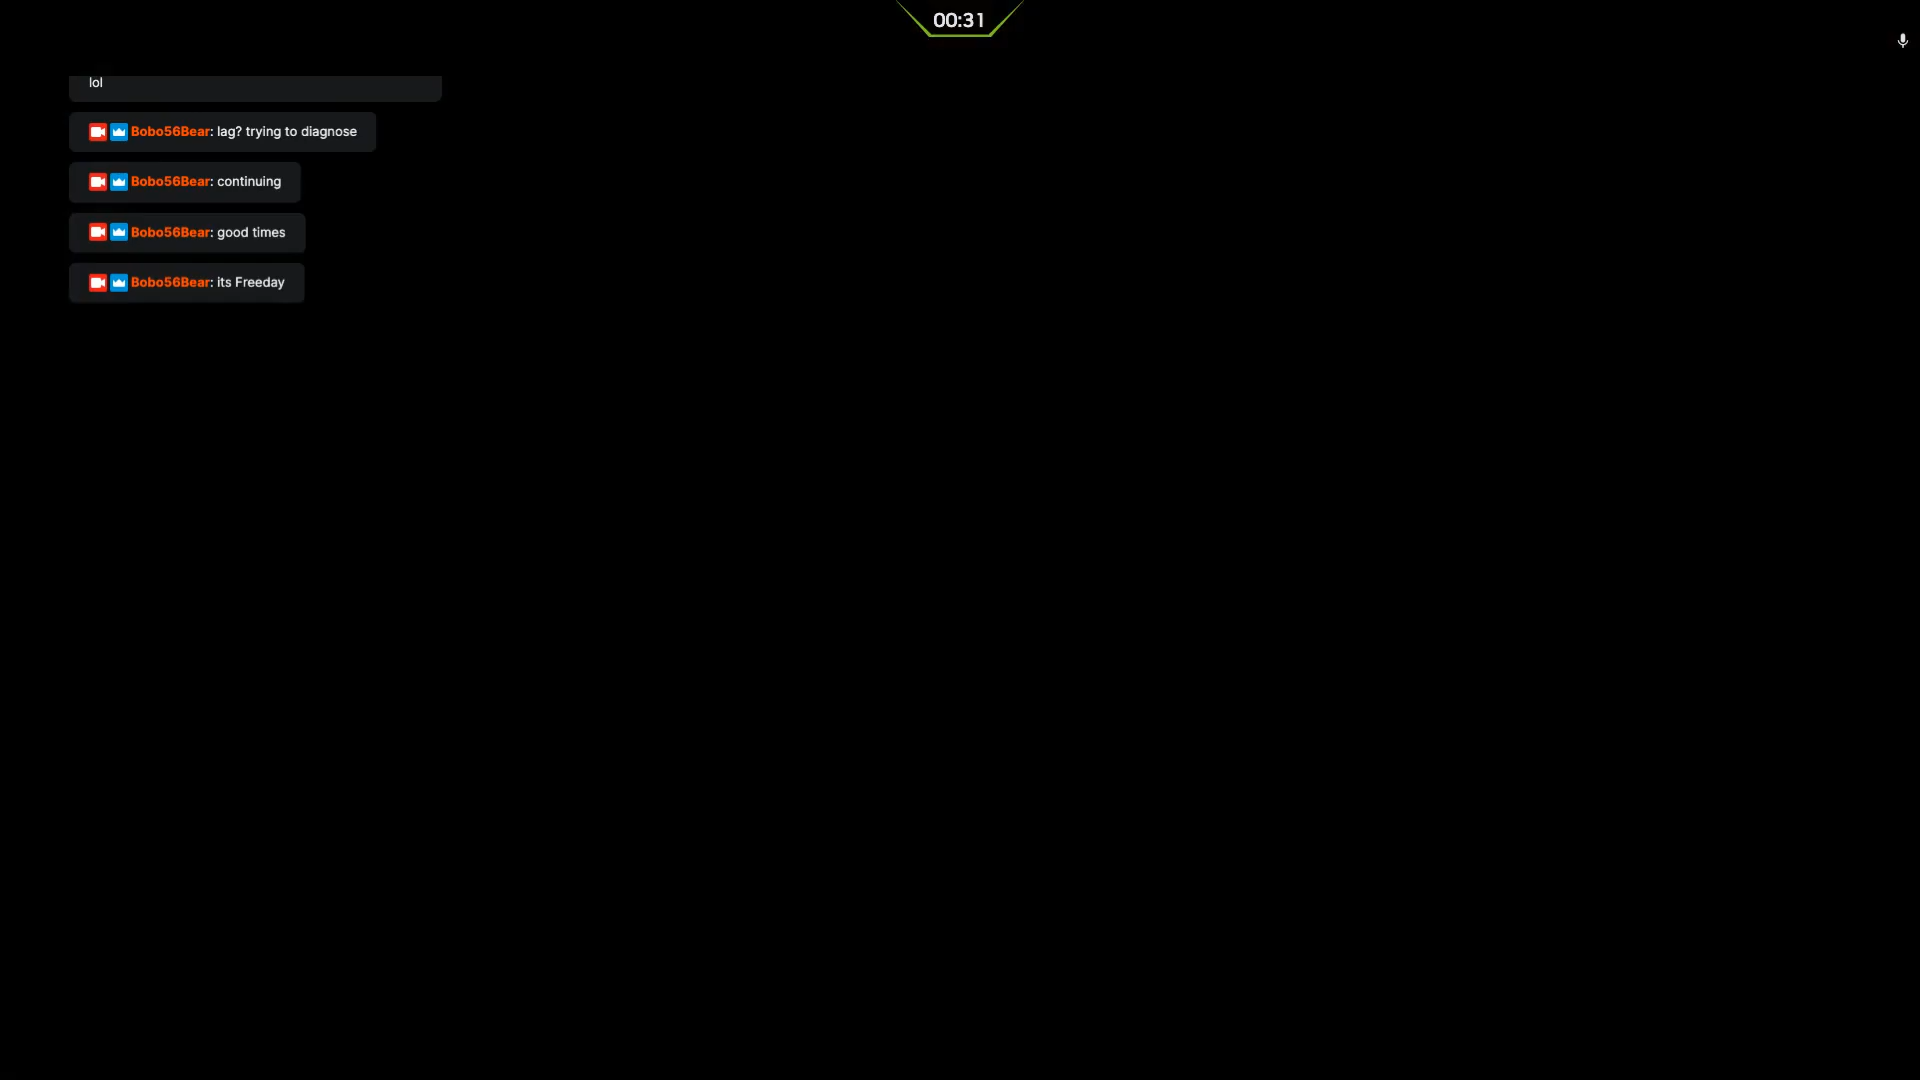 00:31
lol
Bobo56Bear: lag? trying to diagnose
Bobo56Bear: continuing
Bobo56Bear: good times
Bobo56Bear: its Freeday